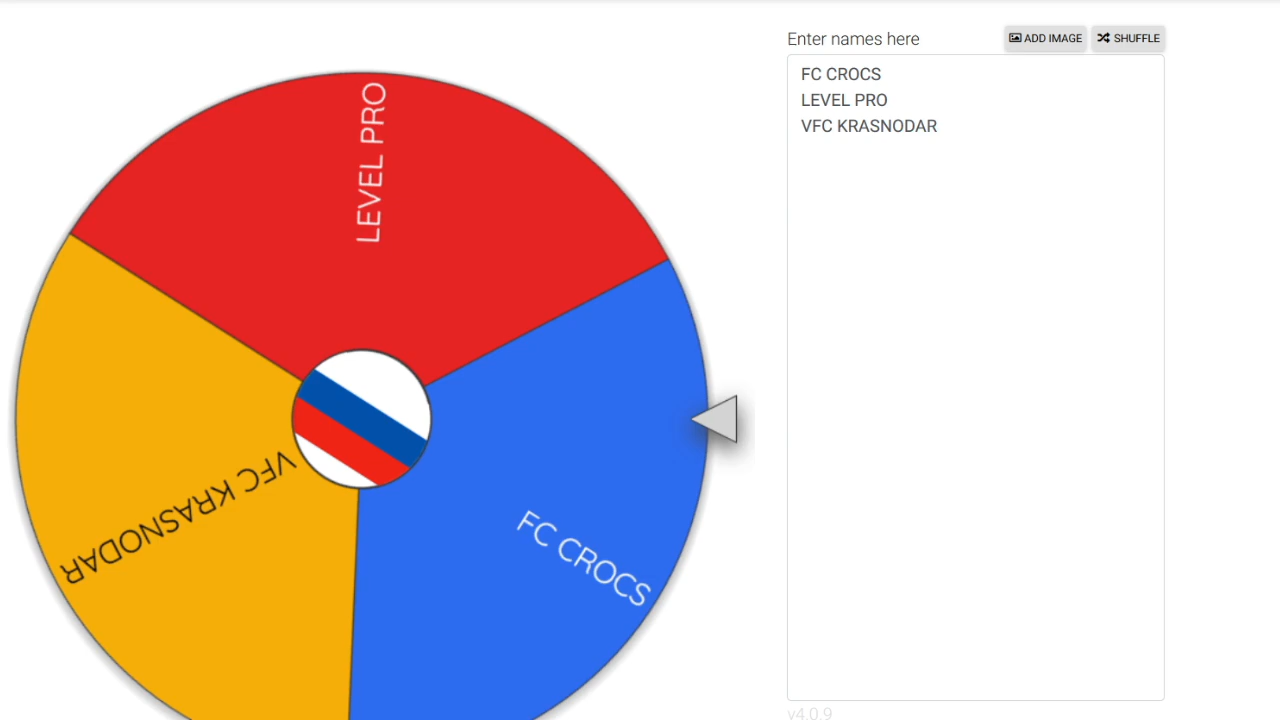 Enter names here
ADD IMAGE
SHUFFLE
FC CROCS
LEVEL PRO
VFC KRASNODAR
LEVEL PRO
VFC KRASNODAR
FC CROCS
v4.0.9